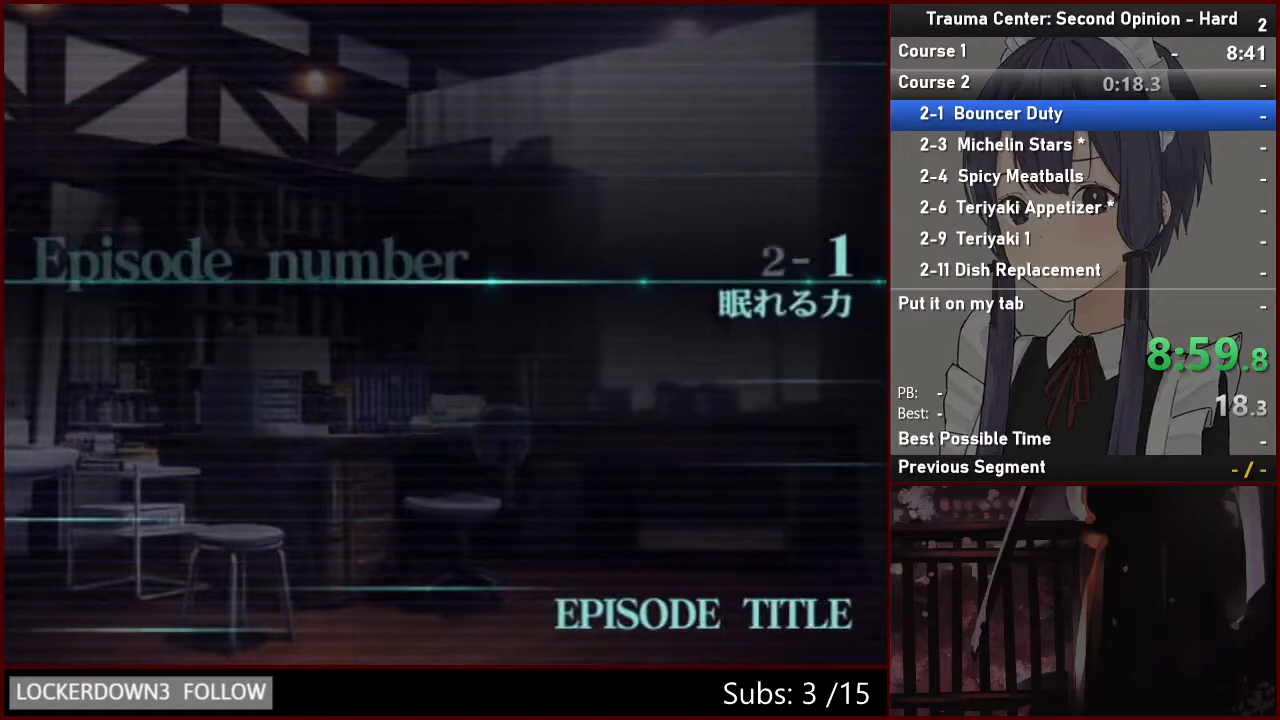 Episode number
2-1
眠れる力
EPISODE TITLE
LOCKERDOWN3 FOLLOW
Subs: 3 /15
Trauma Center: Second Opinion - Hard 2
Course 1 - 8:41
Course 2 0:18.3 -
2-1 Bouncer Duty -
2-3 Michelin Stars * -
2-4 Spicy Meatballs -
2-6 Teriyaki Appetizer * -
2-9 Teriyaki 1 -
2-11 Dish Replacement -
Put it on my tab -
8:59.8
PB: -
18.3
Best: -
Best Possible Time -
Previous Segment - / -